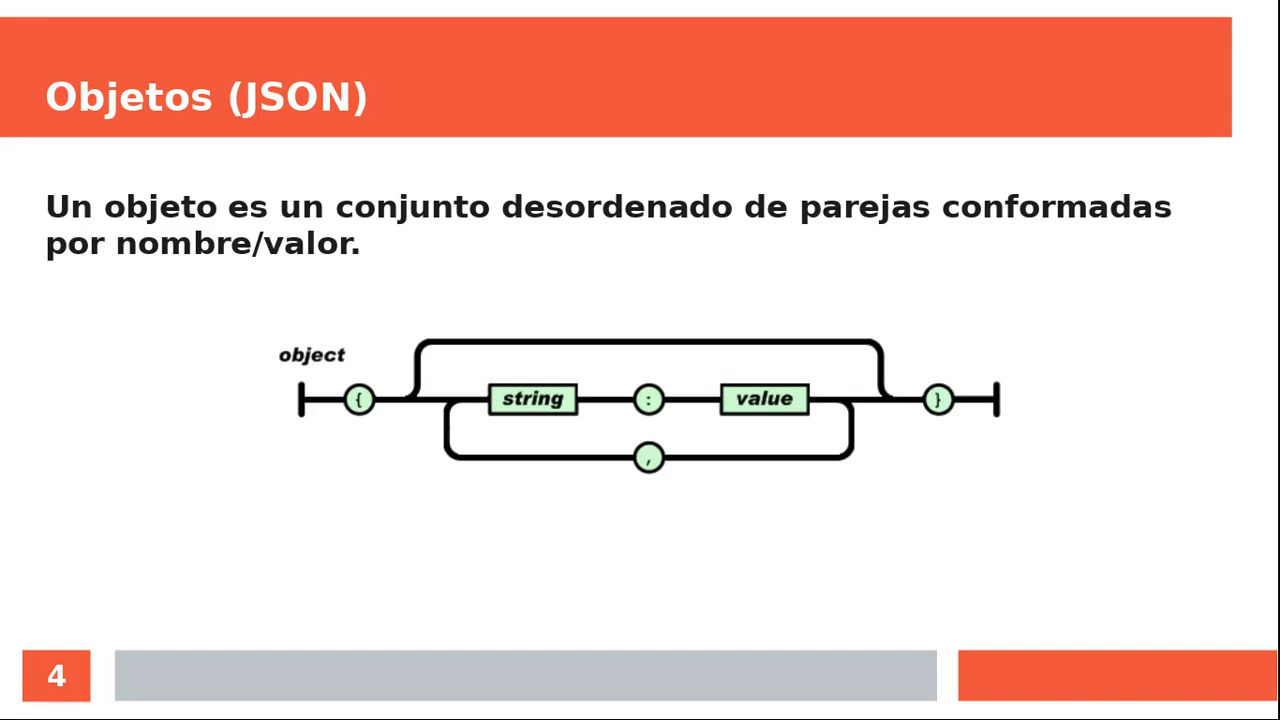 Objetos (JSON)
Un objeto es un conjunto desordenado de parejas conformadas
por nombre/valor.
object
{ string : value }
,
4